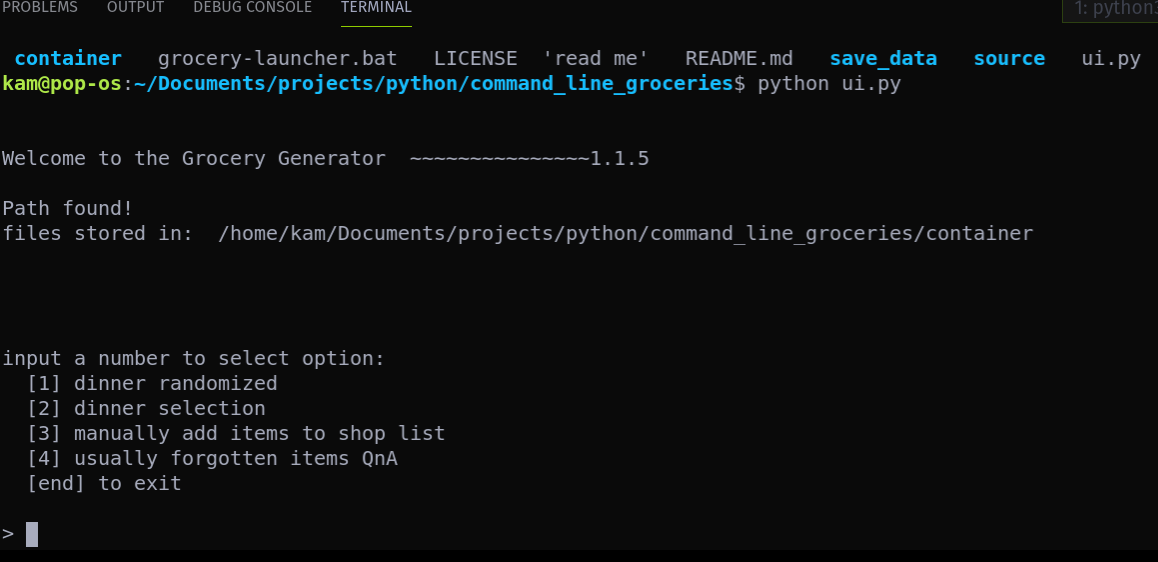 PROBLEMS OUTPUT DEBUG CONSOLE TERMINAL 1: python3
container grocery-launcher.bat LICENSE 'read me' README.md save_data source ui.py
kam@pop-os:~/Documents/projects/python/command_line_groceries$ python ui.py
Welcome to the Grocery Generator ~~~~~~~~~~~~~~~1.1.5
Path found!
files stored in: /home/kam/Documents/projects/python/command_line_groceries/container
input a number to select option:
[1] dinner randomized
[2] dinner selection
[3] manually add items to shop list
[4] usually forgotten items QnA
[end] to exit
>